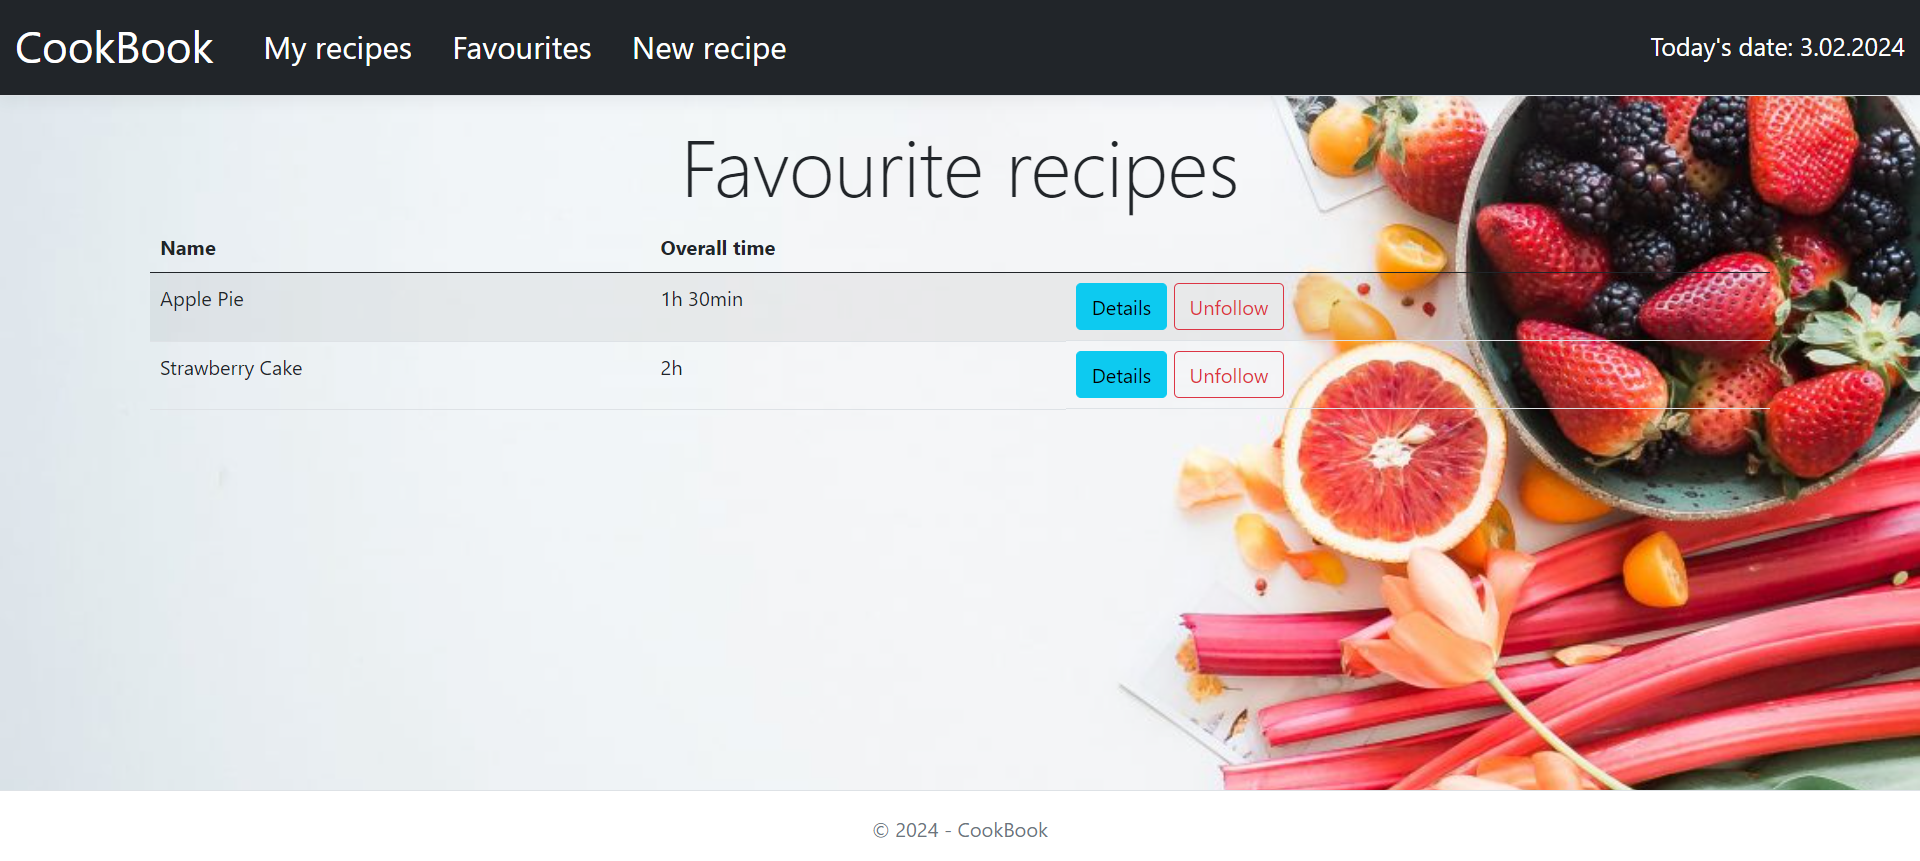 CookBook My recipes Favourites New recipe Today's date: 3.02.2024
Favourite recipes
Name Overall time
Apple Pie 1h 30min Details Unfollow
Strawberry Cake 2h Details Unfollow
© 2024 - CookBook